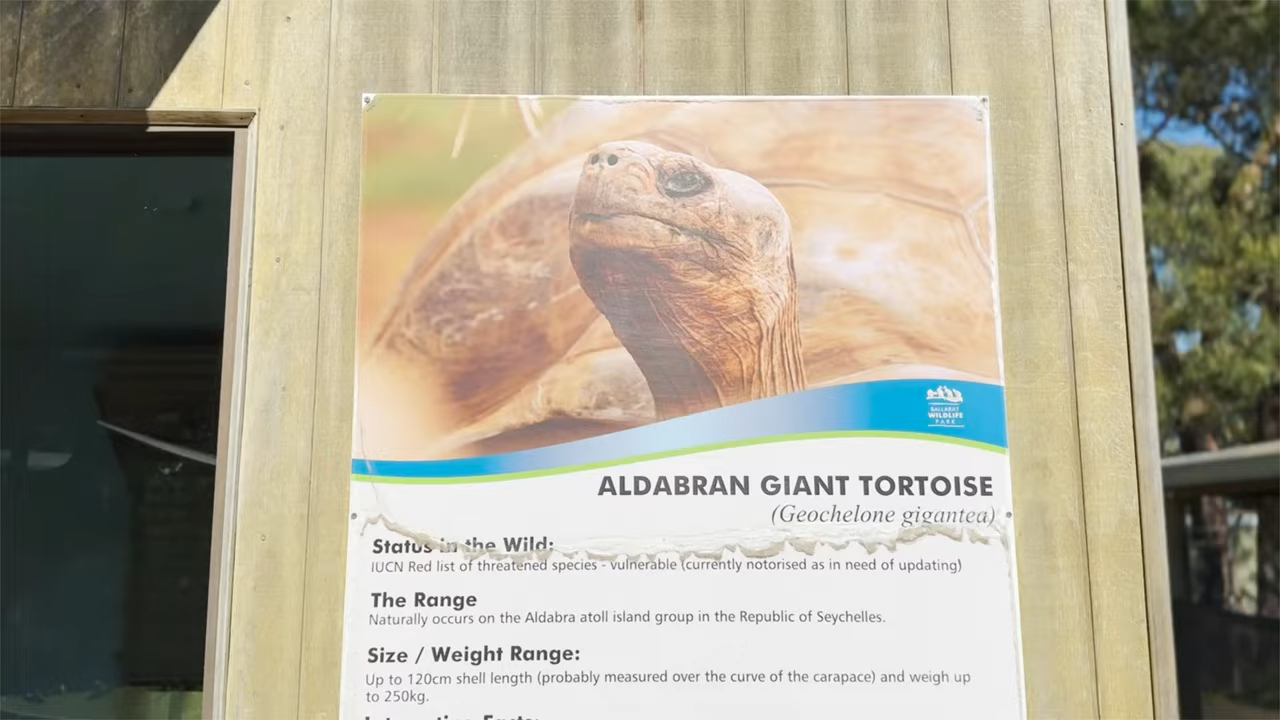 BALLARAT
WILDLIFE
PARK
ALDABRAN GIANT TORTOISE
(Geochelone gigantea)
Status in the Wild:
IUCN Red list of threatened species - vulnerable (currently notorised as in need of updating)
The Range
Naturally occurs on the Aldabra atoll island group in the Republic of Seychelles.
Size / Weight Range:
Up to 120cm shell length (probably measured over the curve of the carapace) and weigh up
to 250kg.
Interesting Facts: